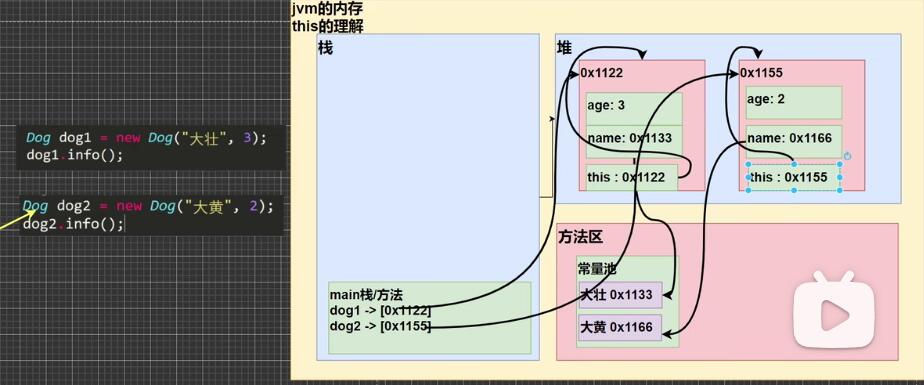 jvm的内存
this的理解
栈
堆
0x1122
age: 3
name: 0x1133
this : 0x1122
0x1155
age: 2
name: 0x1166
this : 0x1155
Dog dog1 = new Dog("大壮", 3);
dog1.info();
Dog dog2 = new Dog("大黄", 2);
dog2.info();
main栈/方法
dog1 -> [0x1122]
dog2 -> [0x1155]
方法区
常量池
大壮 0x1133
大黄 0x1166